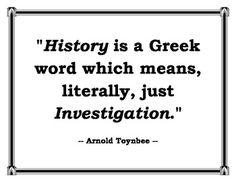 "History is a Greek
word which means,
literally, just
Investigation."
-- Arnold Toynbee --